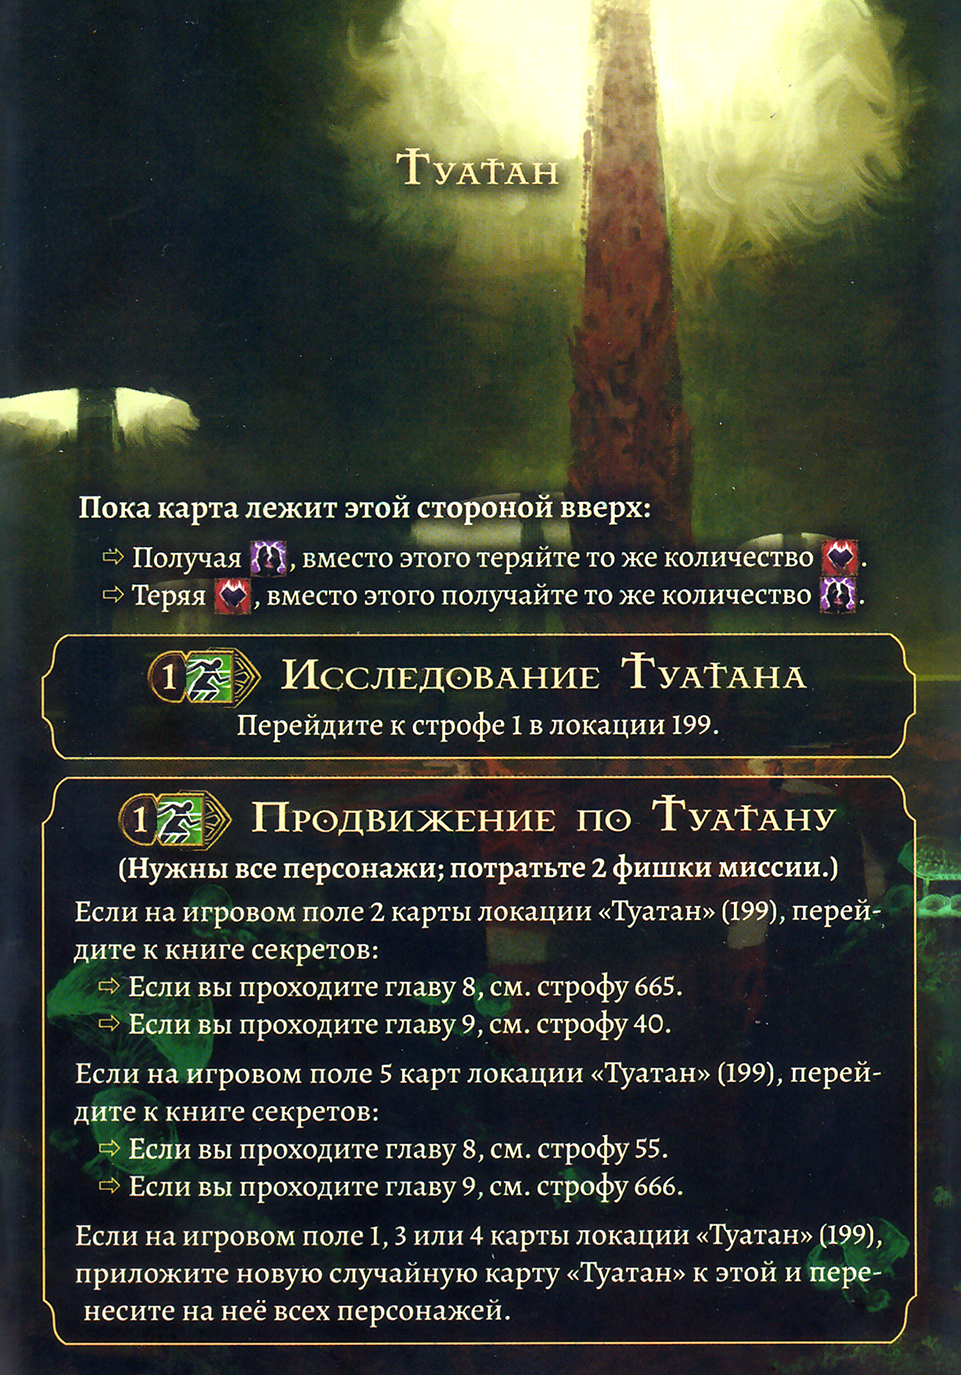 Туатан
Пока карта лежит этой стороной вверх:
⇨ Получая , вместо этого теряйте то же количество .
⇨ Теряя , вместо этого получайте то же количество .
1 Исследование Туатана
Перейдите к строфе 1 в локации 199.
1 Продвижение по Туатану
(Нужны все персонажи; потратьте 2 фишки миссии.)
Если на игровом поле 2 карты локации «Туатан» (199), перей-
дите к книге секретов:
⇨ Если вы проходите главу 8, см. строфу 665.
⇨ Если вы проходите главу 9, см. строфу 40.
Если на игровом поле 5 карт локации «Туатан» (199), перей-
дите к книге секретов:
⇨ Если вы проходите главу 8, см. строфу 55.
⇨ Если вы проходите главу 9, см. строфу 666.
Если на игровом поле 1, 3 или 4 карты локации «Туатан» (199),
приложите новую случайную карту «Туатан» к этой и пере-
несите на неё всех персонажей.